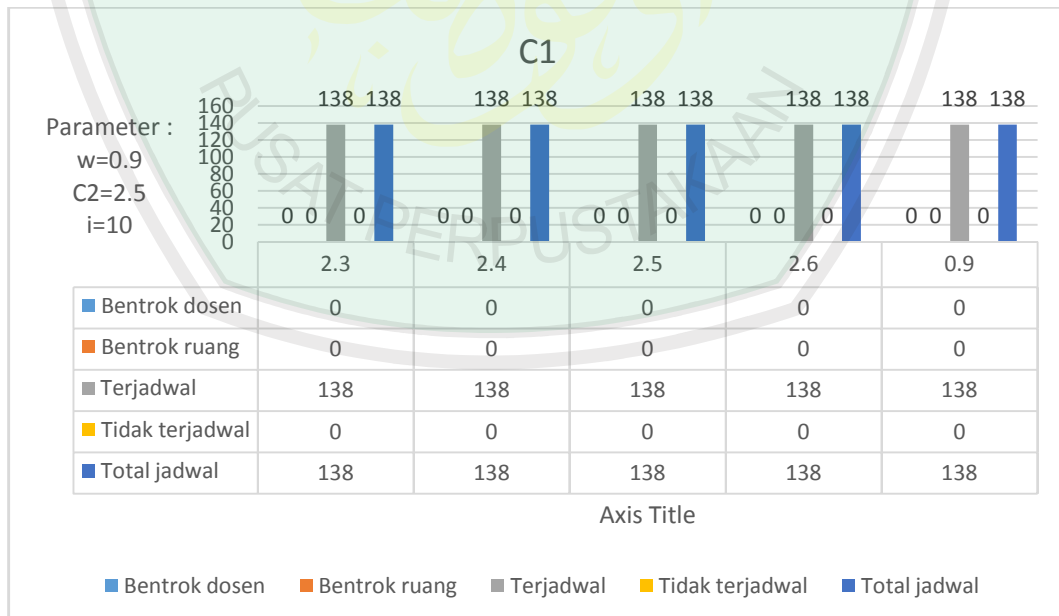 C1
Parameter :
w=0.9
C2=2.5
i=10
160
140
120
100
80
60
40
20
0
0 0 138 0 138
0 0 138 0 138
0 0 138 0 138
0 0 138 0 138
0 0 138 0 138
2.3 2.4 2.5 2.6 0.9
Bentrok dosen 0 0 0 0 0
Bentrok ruang 0 0 0 0 0
Terjadwal 138 138 138 138 138
Tidak terjadwal 0 0 0 0 0
Total jadwal 138 138 138 138 138
Axis Title
Bentrok dosen Bentrok ruang Terjadwal Tidak terjadwal Total jadwal
PUSAT PERPUSTAKAAN